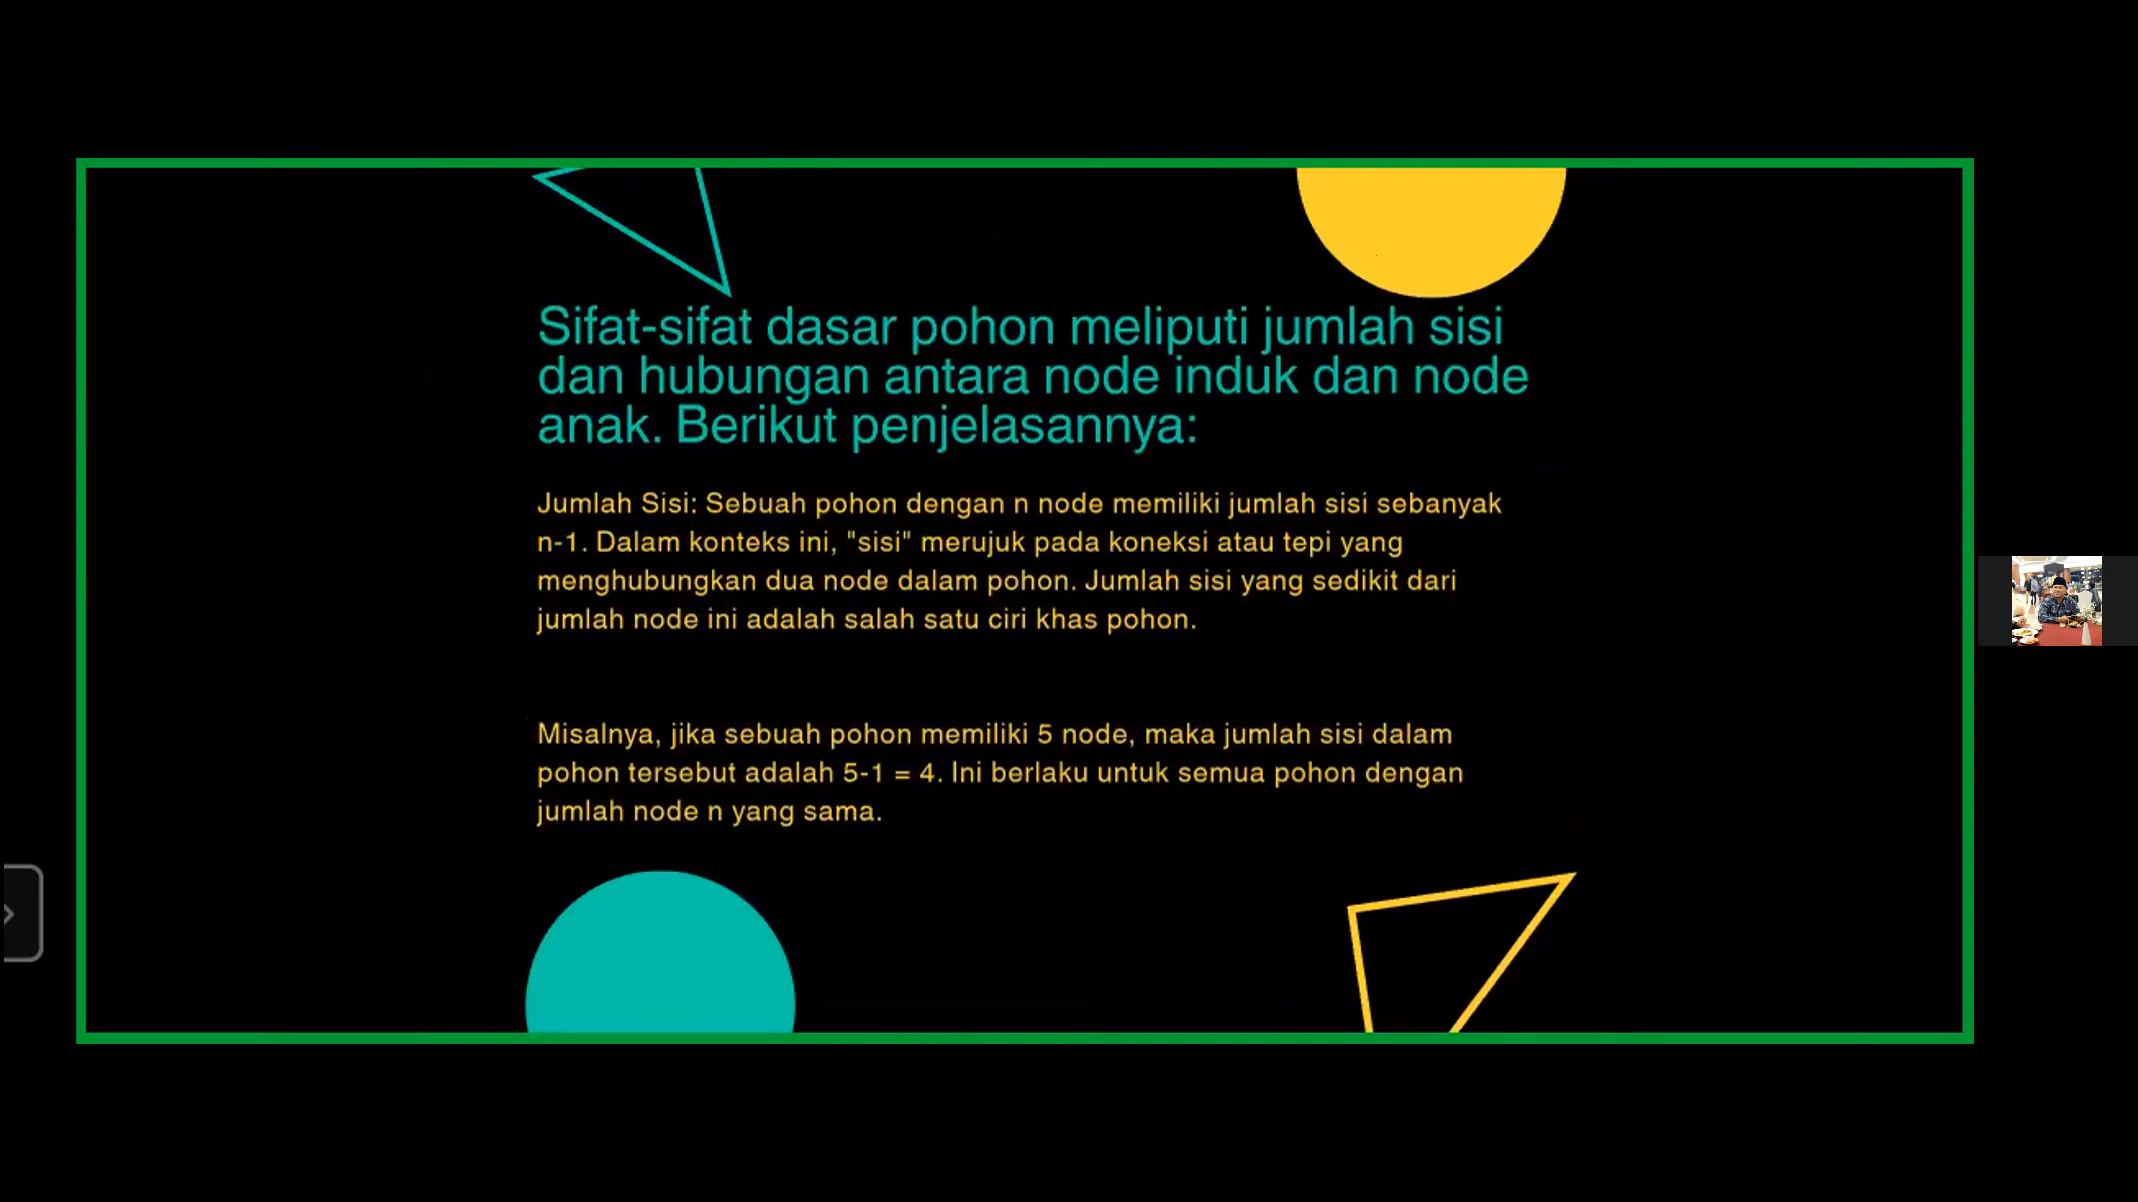 Sifat-sifat dasar pohon meliputi jumlah sisi
dan hubungan antara node induk dan node
anak. Berikut penjelasannya:
Jumlah Sisi: Sebuah pohon dengan n node memiliki jumlah sisi sebanyak
n-1. Dalam konteks ini, "sisi" merujuk pada koneksi atau tepi yang
menghubungkan dua node dalam pohon. Jumlah sisi yang sedikit dari
jumlah node ini adalah salah satu ciri khas pohon.
Misalnya, jika sebuah pohon memiliki 5 node, maka jumlah sisi dalam
pohon tersebut adalah 5-1 = 4. Ini berlaku untuk semua pohon dengan
jumlah node n yang sama.